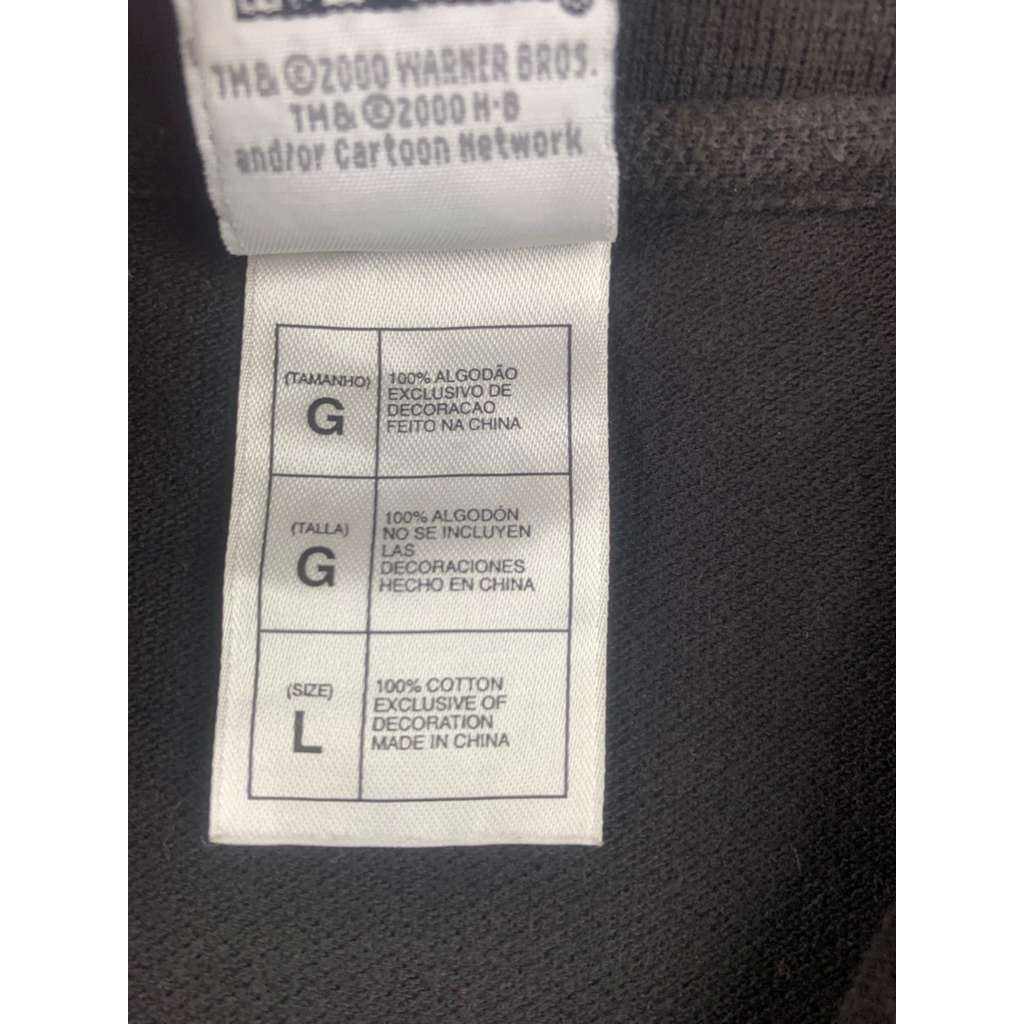 TM& ©2000 WARNER BROS.
TM& ©2000 H-B
and/or Cartoon Network
(TAMANHO)
G
100% ALGODÃO
EXCLUSIVO DE
DECORACAO
FEITO NA CHINA
(TALLA)
G
100% ALGODÓN
NO SE INCLUYEN
LAS
DECORACIONES
HECHO EN CHINA
(SIZE)
L
100% COTTON
EXCLUSIVE OF
DECORATION
MADE IN CHINA